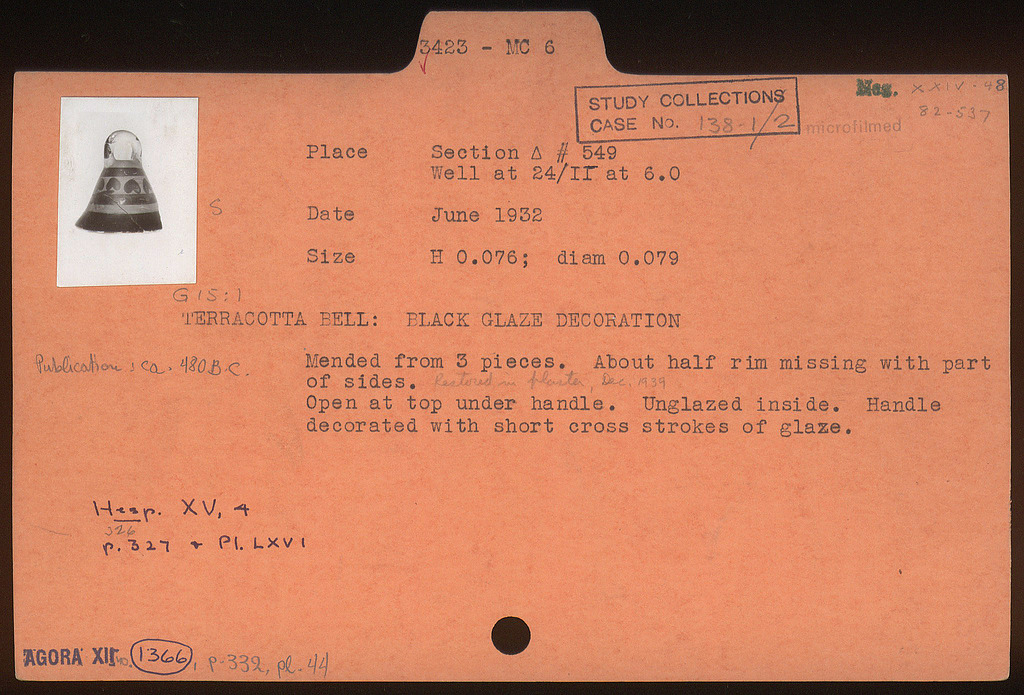 3423 - MC 6
STUDY COLLECTIONS
CASE No. 138-1/2
Neg. XXIV-98
82-537
microfilmed
Place Section Δ # 549
Well at 24/ΙΓ at 6.0
S
Date June 1932
Size H 0.076; diam 0.079
G 15:1
TERRACOTTA BELL: BLACK GLAZE DECORATION
Publication: ca. 480 B.C.
Mended from 3 pieces. About half rim missing with part
of sides. Restored in plaster, Dec. 1939
Open at top under handle. Unglazed inside. Handle
decorated with short cross strokes of glaze.
Hesp. XV, 4
326
p. 327 + Pl. LXVI
AGORA XII NO. 1366, p-332, pl-44